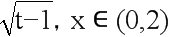 √t−1, x ∈ (0,2)